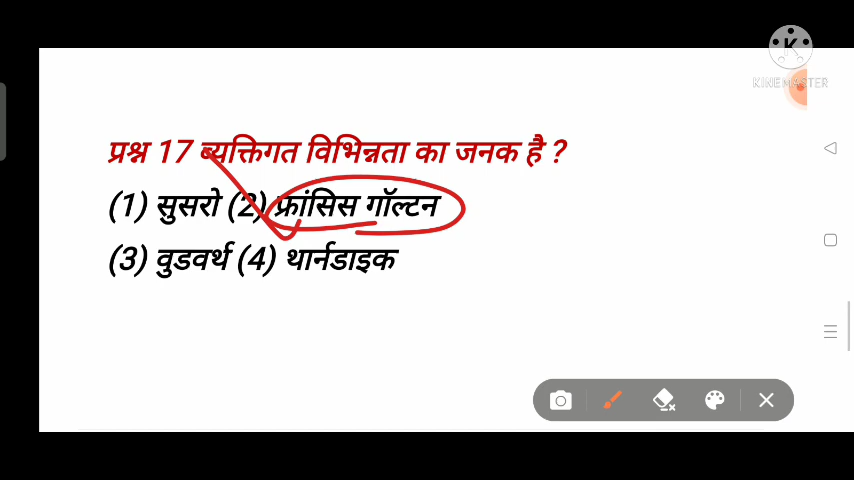 KINEMASTER
प्रश्न 17 व्यक्तिगत विभिन्नता का जनक है ?
(1) सुसरो (2) फ्रांसिस गॉल्टन
(3) वुडवर्थ (4) थार्नडाइक